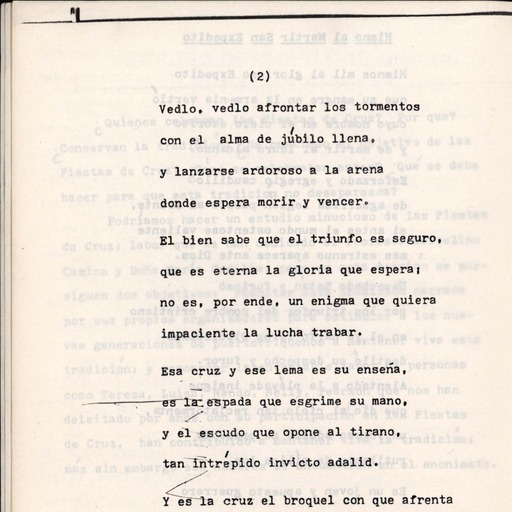 (2)
Vedlo, vedlo afrontar los tormentos
con el alma de júbilo llena,
y lanzarse ardoroso a la arena
donde espera morir y vencer.
El bien sabe que el triunfo es seguro,
que es eterna la gloria que espera;
no es, por ende, un enigma que quiera
impaciente la lucha trabar.
Esa cruz y ese lema es su enseña,
es la espada que esgrime su mano,
y el escudo que opone al tirano,
tan intrépido invicto adalid.
Y es la cruz el broquel con que afrenta